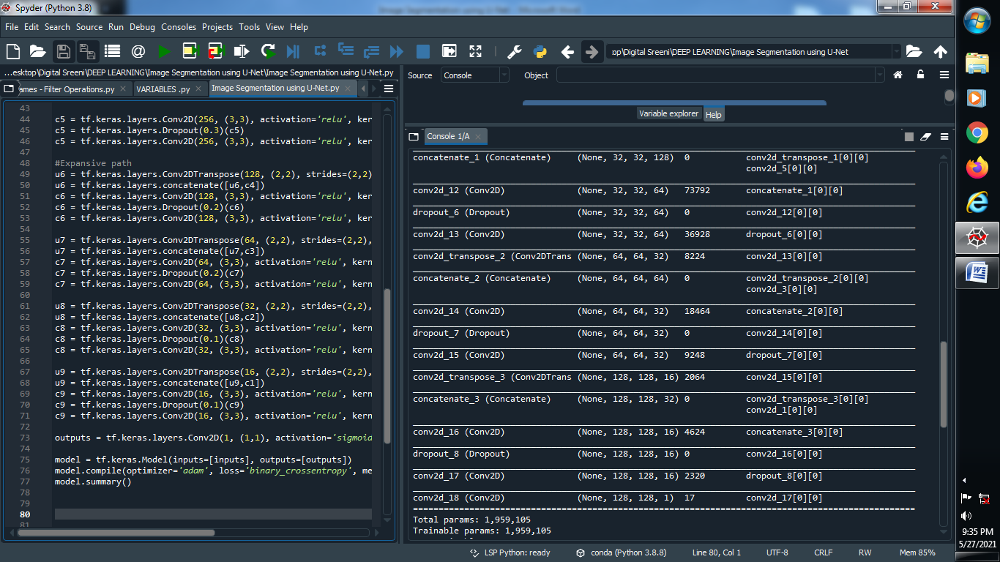 Spyder (Python 3.8)
File Edit Search Source Run Debug Consoles Projects Tools View Help
op\Digital Sreeni\DEEP LEARNING\Image Segmentation using U-Net
...esktop\Digital Sreeni\DEEP LEARNING\Image Segmentation using U-Net\Image Segmentation using U-Net.py
ames - Filter Operations.py VARIABLES .py Image Segmentation using U-Net.py
43
44 c5 = tf.keras.layers.Conv2D(256, (3,3), activation='relu', ker
45 c5 = tf.keras.layers.Dropout(0.3)(c5)
46 c5 = tf.keras.layers.Conv2D(256, (3,3), activation='relu', ker
47
48 #Expansive path
49 u6 = tf.keras.layers.Conv2DTranspose(128, (2,2), strides=(2,2)
50 u6 = tf.keras.layers.concatenate([u6,c4])
51 c6 = tf.keras.layers.Conv2D(128, (3,3), activation='relu', ker
52 c6 = tf.keras.layers.Dropout(0.2)(c6)
53 c6 = tf.keras.layers.Conv2D(128, (3,3), activation='relu', ker
54
55 u7 = tf.keras.layers.Conv2DTranspose(64, (2,2), strides=(2,2),
56 u7 = tf.keras.layers.concatenate([u7,c3])
57 c7 = tf.keras.layers.Conv2D(64, (3,3), activation='relu', kern
58 c7 = tf.keras.layers.Dropout(0.2)(c7)
59 c7 = tf.keras.layers.Conv2D(64, (3,3), activation='relu', kern
60
61 u8 = tf.keras.layers.Conv2DTranspose(32, (2,2), strides=(2,2),
62 u8 = tf.keras.layers.concatenate([u8,c2])
63 c8 = tf.keras.layers.Conv2D(32, (3,3), activation='relu', kern
64 c8 = tf.keras.layers.Dropout(0.1)(c8)
65 c8 = tf.keras.layers.Conv2D(32, (3,3), activation='relu', kern
66
67 u9 = tf.keras.layers.Conv2DTranspose(16, (2,2), strides=(2,2),
68 u9 = tf.keras.layers.concatenate([u9,c1])
69 c9 = tf.keras.layers.Conv2D(16, (3,3), activation='relu', kern
70 c9 = tf.keras.layers.Dropout(0.1)(c9)
71 c9 = tf.keras.layers.Conv2D(16, (3,3), activation='relu', kern
72
73 outputs = tf.keras.layers.Conv2D(1, (1,1), activation='sigmoid
74
75 model = tf.keras.Model(inputs=[inputs], outputs=[outputs])
76 model.compile(optimizer='adam', loss='binary_crossentropy', me
77 model.summary()
78
79
80
81
Source Console Object
Variable explorer Help
Console 1/A
concatenate_1 (Concatenate) (None, 32, 32, 128) 0 conv2d_transpose_1[0][0]
conv2d_5[0][0]
conv2d_12 (Conv2D) (None, 32, 32, 64) 73792 concatenate_1[0][0]
dropout_6 (Dropout) (None, 32, 32, 64) 0 conv2d_12[0][0]
conv2d_13 (Conv2D) (None, 32, 32, 64) 36928 dropout_6[0][0]
conv2d_transpose_2 (Conv2DTrans (None, 64, 64, 32) 8224 conv2d_13[0][0]
concatenate_2 (Concatenate) (None, 64, 64, 64) 0 conv2d_transpose_2[0][0]
conv2d_3[0][0]
conv2d_14 (Conv2D) (None, 64, 64, 32) 18464 concatenate_2[0][0]
dropout_7 (Dropout) (None, 64, 64, 32) 0 conv2d_14[0][0]
conv2d_15 (Conv2D) (None, 64, 64, 32) 9248 dropout_7[0][0]
conv2d_transpose_3 (Conv2DTrans (None, 128, 128, 16) 2064 conv2d_15[0][0]
concatenate_3 (Concatenate) (None, 128, 128, 32) 0 conv2d_transpose_3[0][0]
conv2d_1[0][0]
conv2d_16 (Conv2D) (None, 128, 128, 16) 4624 concatenate_3[0][0]
dropout_8 (Dropout) (None, 128, 128, 16) 0 conv2d_16[0][0]
conv2d_17 (Conv2D) (None, 128, 128, 16) 2320 dropout_8[0][0]
conv2d_18 (Conv2D) (None, 128, 128, 1) 17 conv2d_17[0][0]
Total params: 1,959,105
Trainable params: 1,959,105
LSP Python: ready conda (Python 3.8.8) Line 80, Col 1 UTF-8 CRLF RW Mem 85%
9:35 PM
5/27/2021